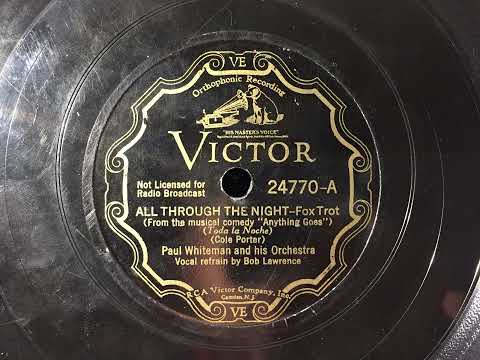 VE
Orthophonic Recording
"HIS MASTER'S VOICE"
VICTOR
Not Licensed for
Radio Broadcast
24770-A
ALL THROUGH THE NIGHT-Fox Trot
(From the musical comedy "Anything Goes")
(Toda la Noche)
(Cole Porter)
Paul Whiteman and his Orchestra
Vocal refrain by Bob Lawrence
RCA Victor Company, Inc.
Camden, N.J.
VE